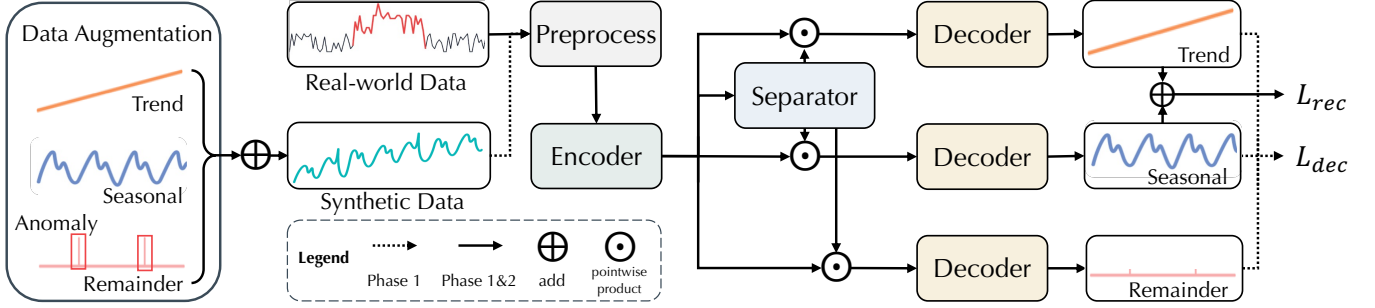 Data Augmentation
Trend
Seasonal
Anomaly
Remainder
Real-world Data
Synthetic Data
Legend
Phase 1
Phase 1&2
add
pointwise
product
Preprocess
Encoder
Separator
Decoder
Decoder
Decoder
Trend
Seasonal
Remainder
L_rec
L_dec